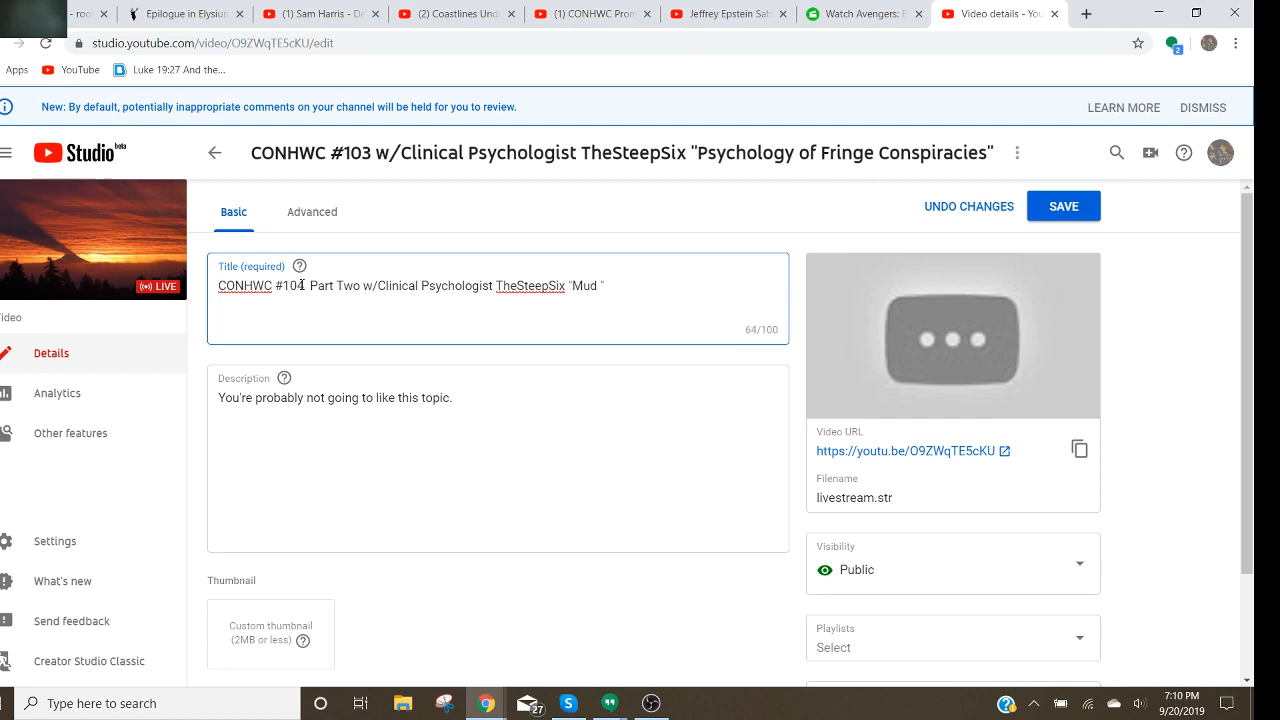 - roo
Epilogue in Elysiu
(1) Sam Harris - De
(2) Coastlines Und
(1) CONHWC Pron
Jeffrey Epstein Se
Watch Avengers: E
Video details - You
studio.youtube.com/video/O9ZWqTE5cKU/edit
2
Apps
YouTube
Luke 19:27 And the...
New: By default, potentially inappropriate comments on your channel will be held for you to review.
LEARN MORE
DISMISS
Studio beta
CONHWC #103 w/Clinical Psychologist TheSteepSix "Psychology of Fringe Conspiracies"
LIVE
Video
Details
Analytics
Other features
Settings
What's new
Send feedback
Creator Studio Classic
Basic
Advanced
UNDO CHANGES
SAVE
Title (required)
CONHWC #104 Part Two w/Clinical Psychologist TheSteepSix "Mud "
64/100
Description
You're probably not going to like this topic.
Thumbnail
Custom thumbnail
(2MB or less)
Video URL
https://youtu.be/O9ZWqTE5cKU
Filename
livestream.str
Visibility
Public
Playlists
Select
Type here to search
27
7:10 PM
9/20/2019